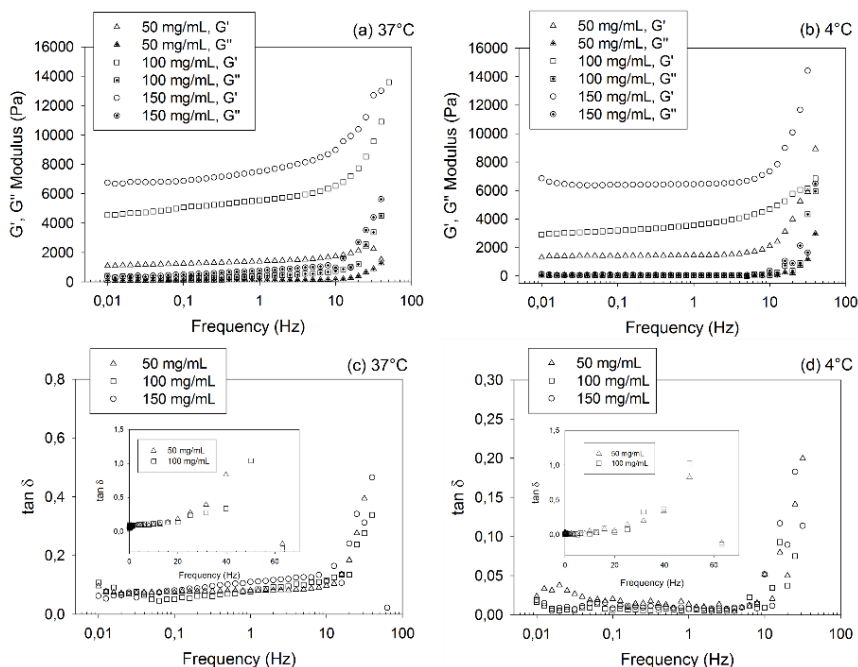 (a) 37°C
50 mg/mL, G'
50 mg/mL, G''
100 mg/mL, G'
100 mg/mL, G''
150 mg/mL, G'
150 mg/mL, G''
16000
14000
12000
10000
8000
6000
4000
2000
0
G', G'' Modulus (Pa)
0,01 0,1 1 10 100
Frequency (Hz)
(b) 4°C
50 mg/mL, G'
50 mg/mL, G''
100 mg/mL, G'
100 mg/mL, G''
150 mg/mL, G'
150 mg/mL, G''
16000
14000
12000
10000
8000
6000
4000
2000
0
G', G'' Modulus (Pa)
0,01 0,1 1 10 100
Frequency (Hz)
(c) 37°C
50 mg/mL
100 mg/mL
150 mg/mL
0,8
0,6
0,4
0,2
0,0
tan δ
1,5
1,0
0,5
0,0
tan δ
50 mg/mL
100 mg/mL
0 20 40 60
Frequency (Hz)
0,01 0,1 1 10 100
Frequency (Hz)
(d) 4°C
50 mg/mL
100 mg/mL
150 mg/mL
0,30
0,25
0,20
0,15
0,10
0,05
0,00
tan δ
1,5
1,0
0,5
0,0
tan δ
50 mg/mL
100 mg/mL
0 20 40 60
Frequency (Hz)
0,01 0,1 1 10 100
Frequency (Hz)